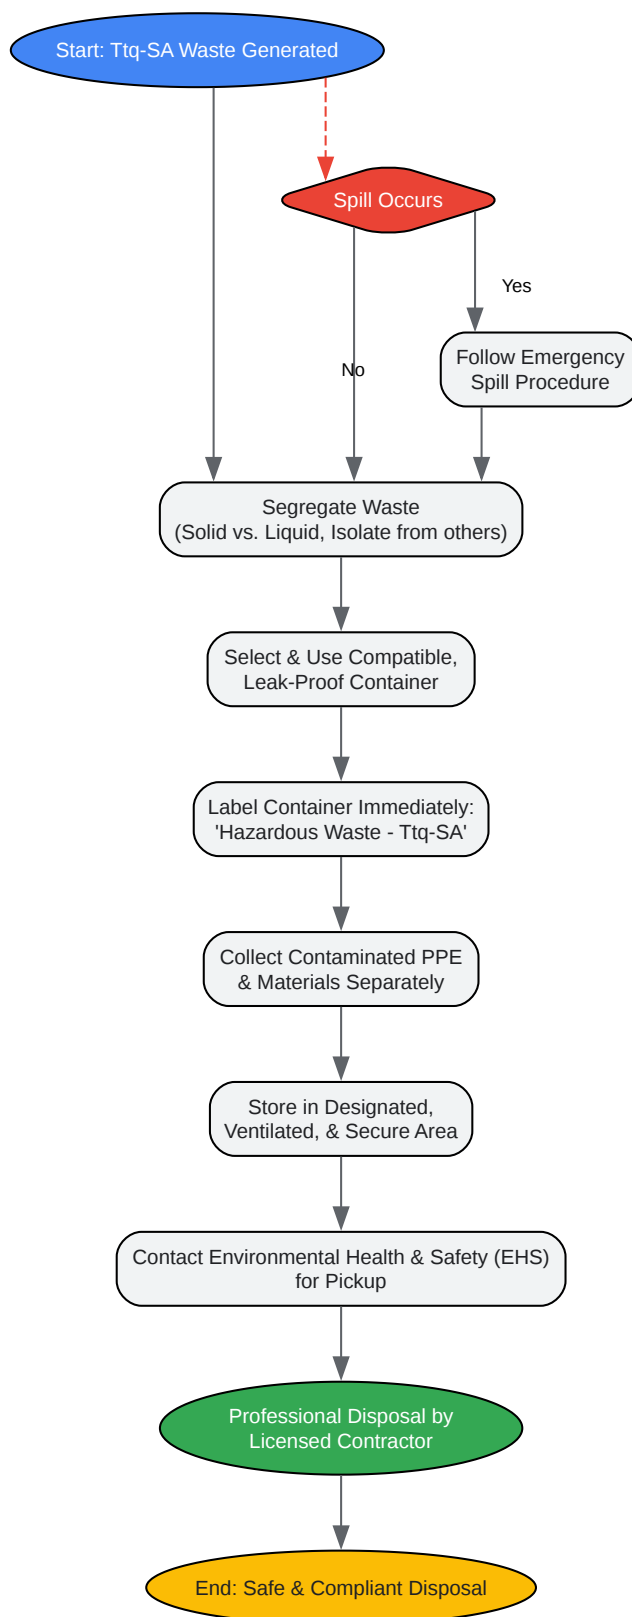 Start: Ttq-SA Waste Generated
Spill Occurs
Yes
Follow Emergency
Spill Procedure
No
Segregate Waste
(Solid vs. Liquid, Isolate from others)
Select & Use Compatible,
Leak-Proof Container
Label Container Immediately:
'Hazardous Waste - Ttq-SA'
Collect Contaminated PPE
& Materials Separately
Store in Designated,
Ventilated, & Secure Area
Contact Environmental Health & Safety (EHS)
for Pickup
Professional Disposal by
Licensed Contractor
End: Safe & Compliant Disposal